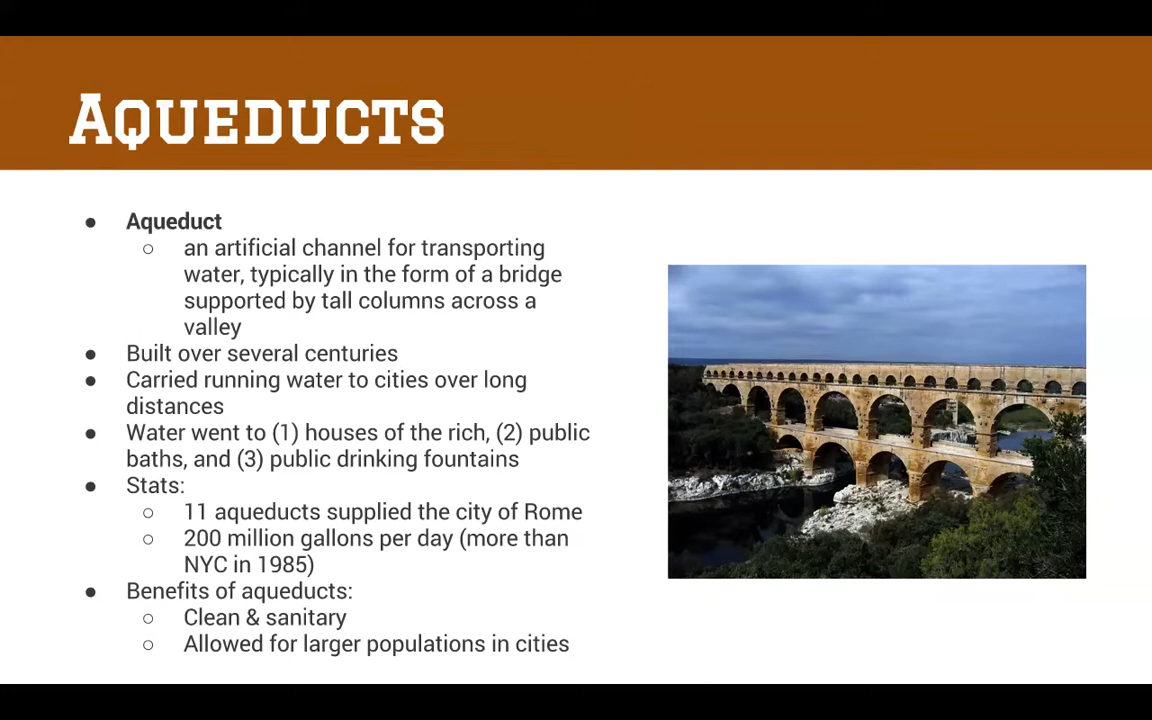 AQUEDUCTS
● Aqueduct
○ an artificial channel for transporting
water, typically in the form of a bridge
supported by tall columns across a
valley
● Built over several centuries
● Carried running water to cities over long
distances
● Water went to (1) houses of the rich, (2) public
baths, and (3) public drinking fountains
● Stats:
○ 11 aqueducts supplied the city of Rome
○ 200 million gallons per day (more than
NYC in 1985)
● Benefits of aqueducts:
○ Clean & sanitary
○ Allowed for larger populations in cities